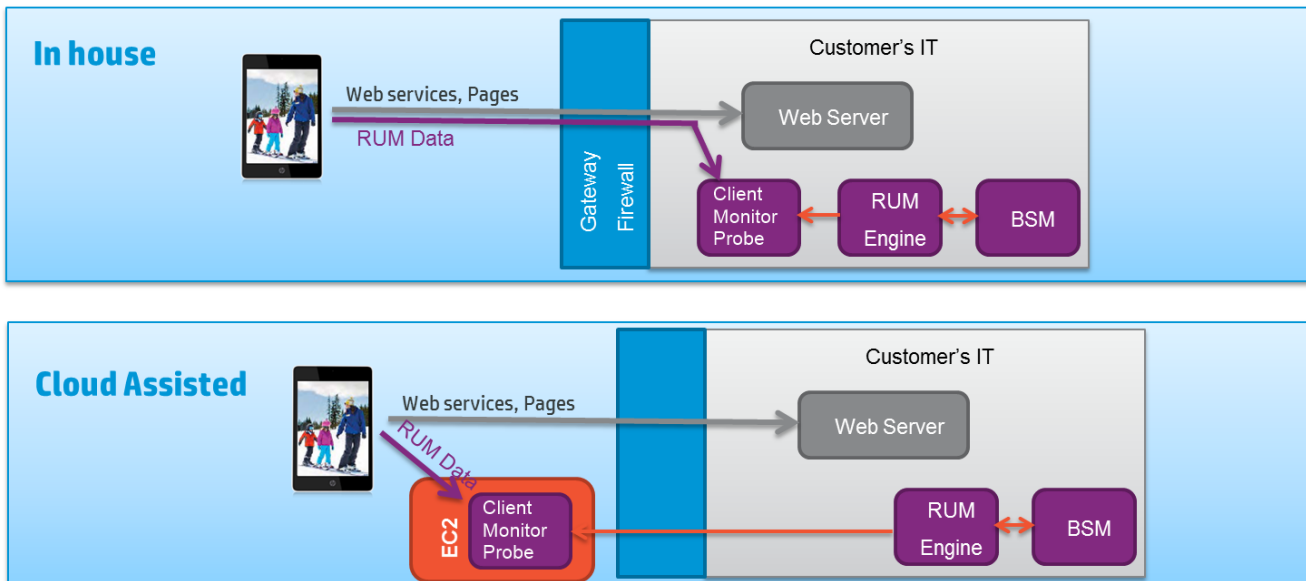 In house
Customer's IT
Web services, Pages
Web Server
RUM Data
Gateway
Firewall
Client
Monitor
Probe
RUM
Engine
BSM
Cloud Assisted
Customer's IT
Web services, Pages
Web Server
RUM Data
EC2
Client
Monitor
Probe
RUM
Engine
BSM